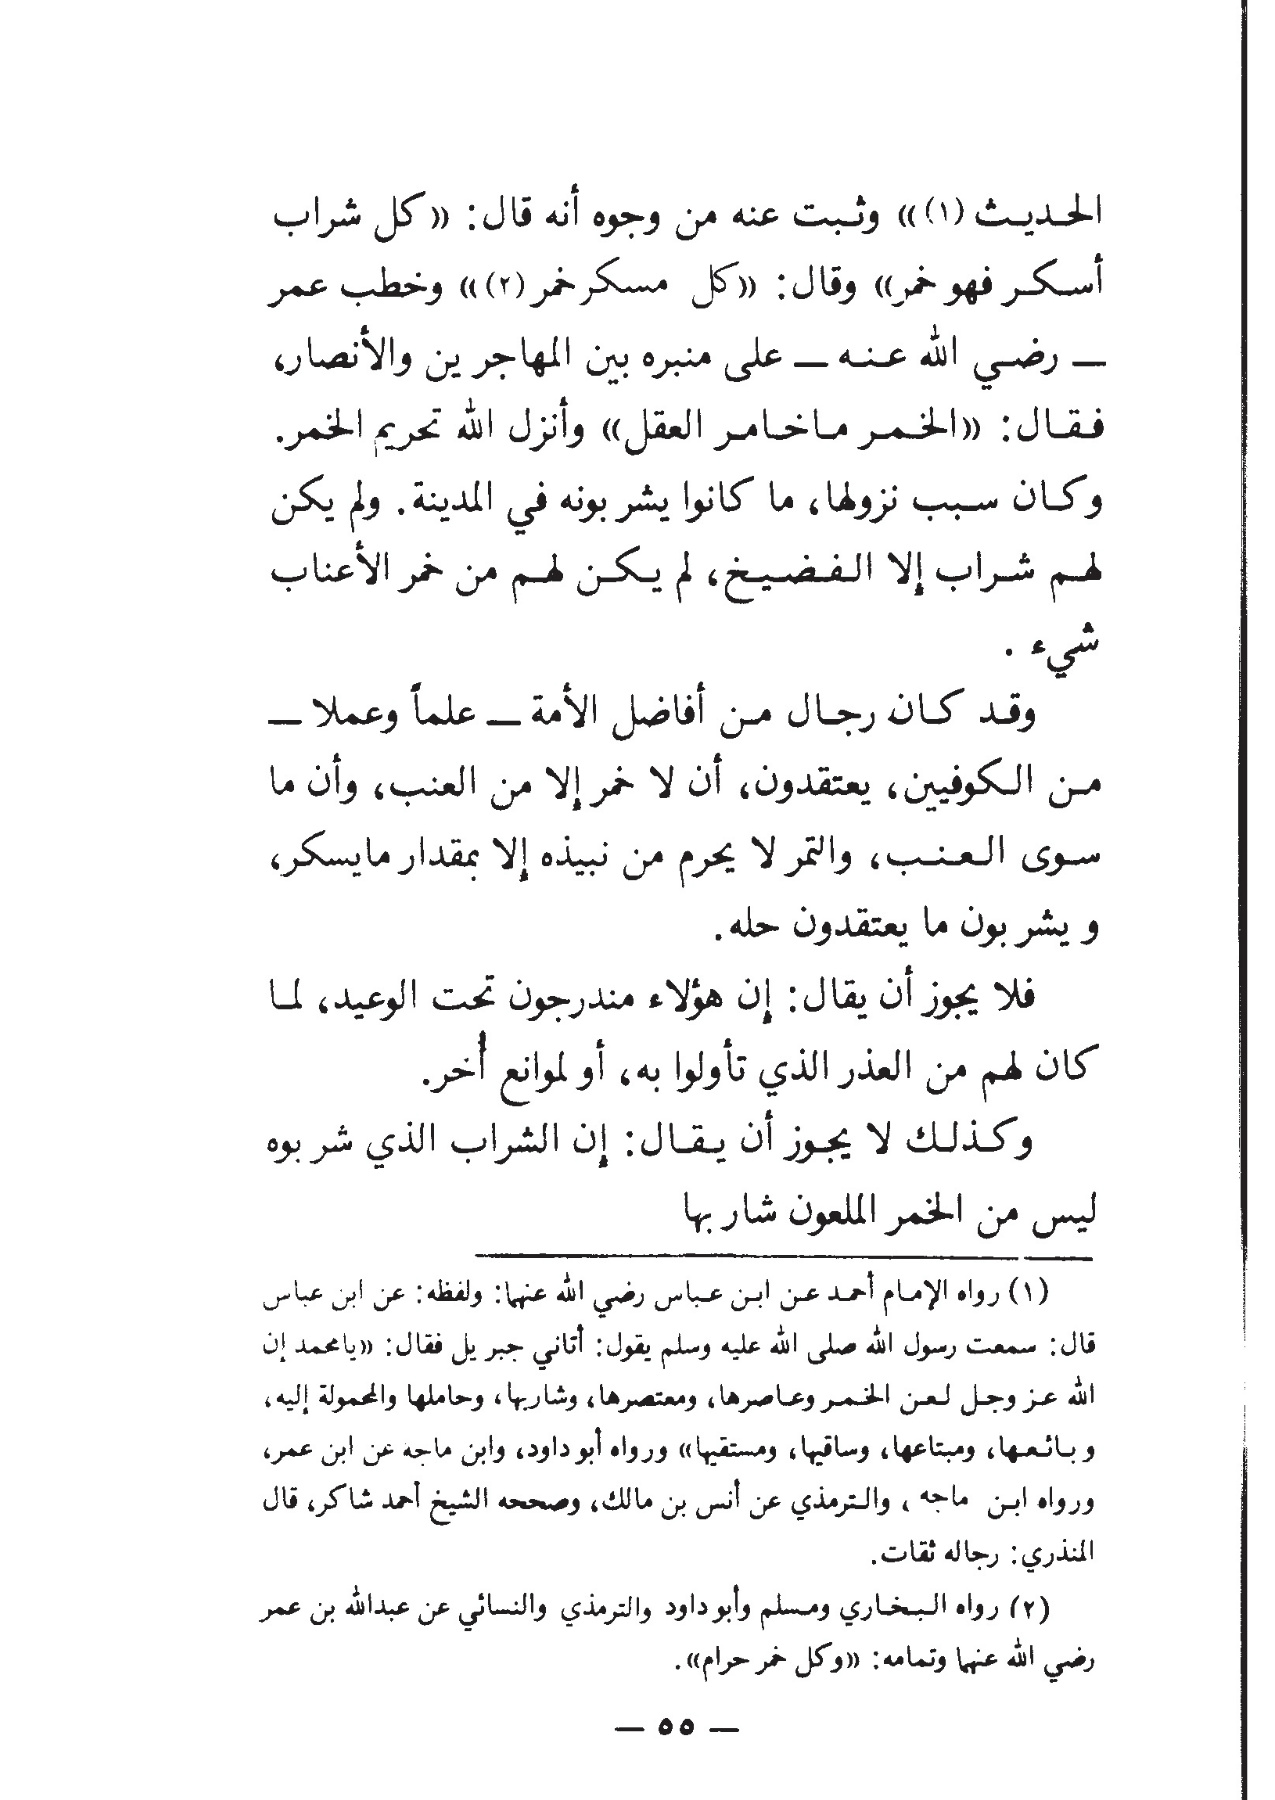 الحديث (١)» وثبت عنه من وجوه أنه قال: «كل شراب
أسكر فهو خمر» وقال: «كل مسكر خمر (٢)» وخطب عمر
— رضي الله عنه — على منبره بين المهاجرين والأنصار،
فقال: «الخمر ماخامر العقل» وأنزل الله تحريم الخمر.
وكان سبب نزولها، ما كانوا يشربونه في المدينة. ولم يكن
لهم شراب إلا الفضيخ، لم يكن لهم من خمر الأعناب
شيء .
وقد كان رجال من أفاضل الأمة — علماً وعملا —
من الكوفيين، يعتقدون، أن لا خمر إلا من العنب، وأن ما
سوى العنب، والتمر لا يحرم من نبيذه إلا بمقدار مايسكر،
و يشربون ما يعتقدون حله.
فلا يجوز أن يقال: إن هؤلاء مندرجون تحت الوعيد، لما
كان لهم من العذر الذي تأولوا به، أو لموانع أُخر.
وكذلك لا يجوز أن يقال: إن الشراب الذي شربوه
ليس من الخمر الملعون شاربها
(١) رواه الإمام أحمد عن ابن عباس رضي الله عنهما: ولفظه: عن ابن عباس
قال: سمعت رسول الله صلى الله عليه وسلم يقول: أتاني جبريل فقال: «يامحمد إن
الله عز وجل لعن الخمر وعاصرها، ومعتصرها، وشاربها، وحاملها والمحمولة إليه،
وبائعها، ومبتاعها، وساقيها، ومستقيها» ورواه أبو داود، وابن ماجه عن ابن عمر،
ورواه ابن ماجه ، والترمذي عن أنس بن مالك، وصححه الشيخ أحمد شاكر، قال
المنذري: رجاله ثقات.
(٢) رواه البخاري ومسلم وأبو داود والترمذي والنسائي عن عبدالله بن عمر
رضي الله عنهما وتمامه: «وكل خمر حرام».
— ٥٥ —